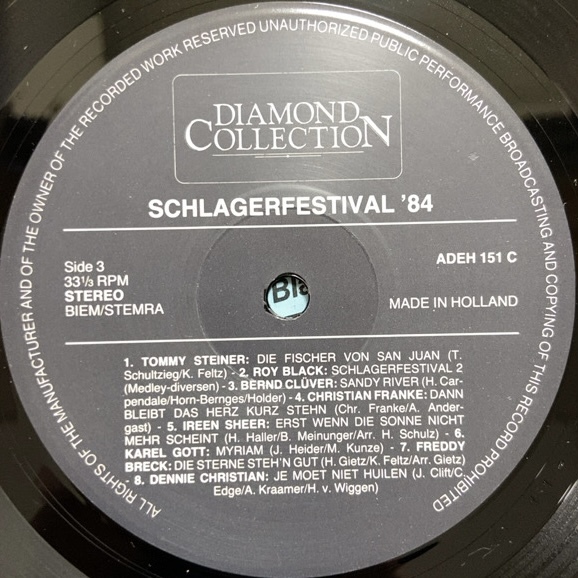 ALL RIGHTS OF THE MANUFACTURER AND OF THE OWNER OF THE RECORDED WORK RESERVED UNAUTHORIZED PUBLIC PERFORMANCE BROADCASTING AND COPYING OF THIS RECORD PROHIBITED
DIAMOND
COLLECTION
SCHLAGERFESTIVAL '84
Side 3
33⅓ RPM
STEREO
BIEM/STEMRA
ADEH 151 C
MADE IN HOLLAND
Bla
1. TOMMY STEINER: DIE FISCHER VON SAN JUAN (T.
Schultzieg/K. Feltz) - 2. ROY BLACK: SCHLAGERFESTIVAL 2
(Medley-diversen) - 3. BERND CLÜVER: SANDY RIVER (H. Car-
pendale/Horn-Bernges/Holder) - 4. CHRISTIAN FRANKE: DANN
BLEIBT DAS HERZ KURZ STEHN (Chr. Franke/A. Ander-
gast) - 5. IREEN SHEER: ERST WENN DIE SONNE NICHT
MEHR SCHEINT (H. Haller/B. Meinunger/Arr. H. Schulz) - 6.
KAREL GOTT: MYRIAM (J. Heider/M. Kunze) - 7. FREDDY
BRECK: DIE STERNE STEH'N GUT (H. Gietz/K. Feltz/Arr. Gietz)
- 8. DENNIE CHRISTIAN: JE MOET NIET HUILEN (J. Clift/C.
Edge/A. Kraamer/H. v. Wiggen)